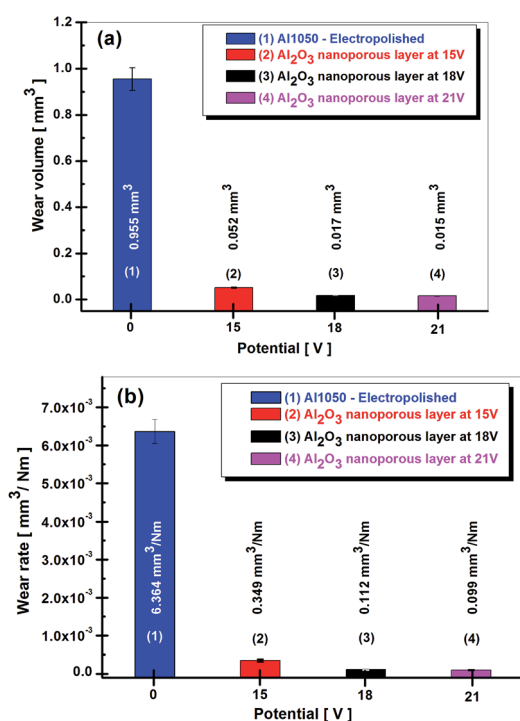 (a)
(1) Al1050 - Electropolished
(2) Al2O3 nanoporous layer at 15V
(3) Al2O3 nanoporous layer at 18V
(4) Al2O3 nanoporous layer at 21V
Wear volume [ mm3 ]
1.2
1.0
0.8
0.6
0.4
0.2
0.0
0.955 mm3
0.052 mm3
0.017 mm3
0.015 mm3
(1)
(2)
(3)
(4)
0
15
18
21
Potential [ V ]
(b)
(1) Al1050 - Electropolished
(2) Al2O3 nanoporous layer at 15V
(3) Al2O3 nanoporous layer at 18V
(4) Al2O3 nanoporous layer at 21V
Wear rate [ mm3/ Nm ]
7.0x10-3
6.0x10-3
5.0x10-3
4.0x10-3
3.0x10-3
2.0x10-3
1.0x10-3
0.0
6.364 mm3/Nm
0.349 mm3/Nm
0.112 mm3/Nm
0.099 mm3/Nm
(1)
(2)
(3)
(4)
0
15
18
21
Potential [ V ]